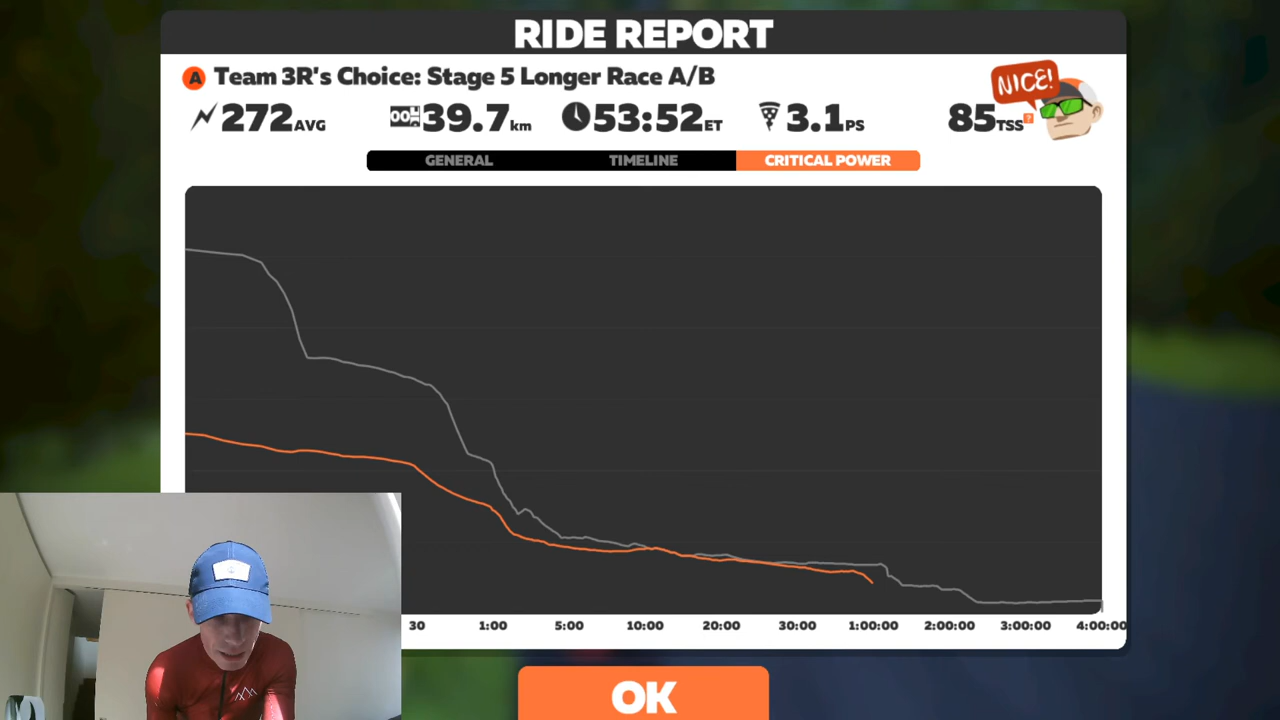 RIDE REPORT
A Team 3R's Choice: Stage 5 Longer Race A/B
NICE!
272AVG 39.7km 53:52ET 3.1PS 85TSS?
GENERAL TIMELINE CRITICAL POWER
30 1:00 5:00 10:00 20:00 30:00 1:00:00 2:00:00 3:00:00 4:00:00
OK